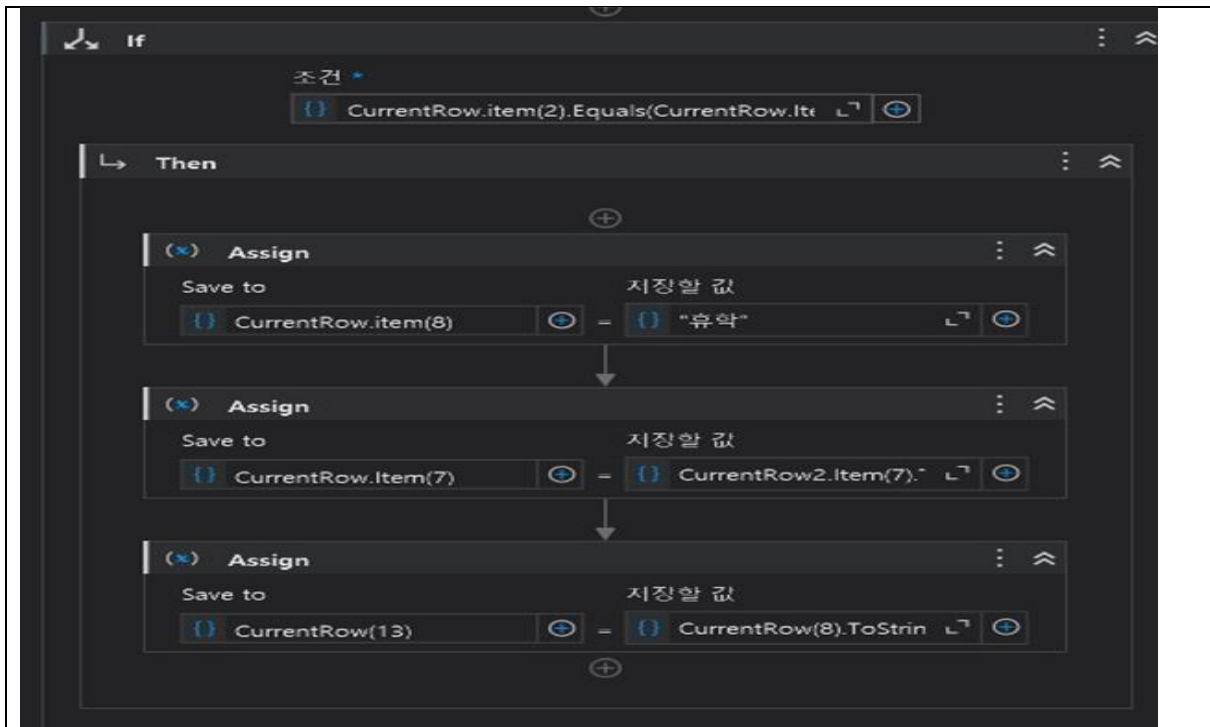 If
조건 *
CurrentRow.item(2).Equals(CurrentRow.Ite
Then
Assign
Save to 지정할 값
CurrentRow.item(8) = "휴학"
Assign
Save to 지정할 값
CurrentRow.Item(7) = CurrentRow2.Item(7).
Assign
Save to 지정할 값
CurrentRow(13) = CurrentRow(8).ToStrin